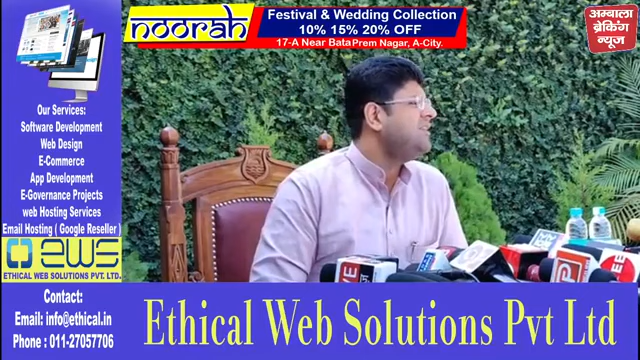 noorah
Festival & Wedding Collection
10% 15% 20% OFF
17-A Near Bata Prem Nagar, A-City.
अम्बाला
ब्रेकिंग
न्यूज
Our Services:
Software Development
Web Design
E-Commerce
App Development
E-Governance Projects
web Hosting Services
Email Hosting ( Google Reseller )
ews
ETHICAL WEB SOLUTIONS PVT. LTD.
Contact:
Email: info@ethical.in
Phone : 011-27057706
Ethical Web Solutions Pvt Ltd